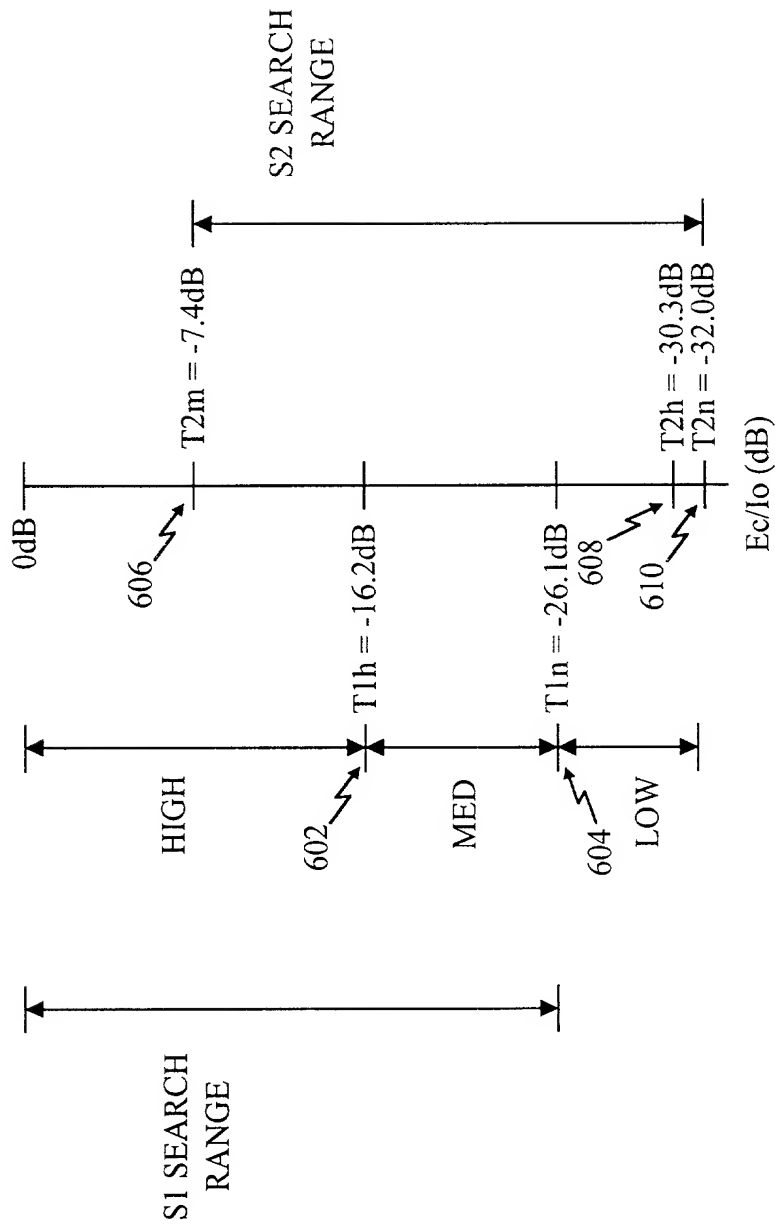 S1 SEARCH
RANGE
HIGH
MED
LOW
602
604
0dB
T1h = -16.2dB
T1n = -26.1dB
606
608
610
T2m = -7.4dB
T2h = -30.3dB
T2n = -32.0dB
Ec/Io (dB)
S2 SEARCH
RANGE